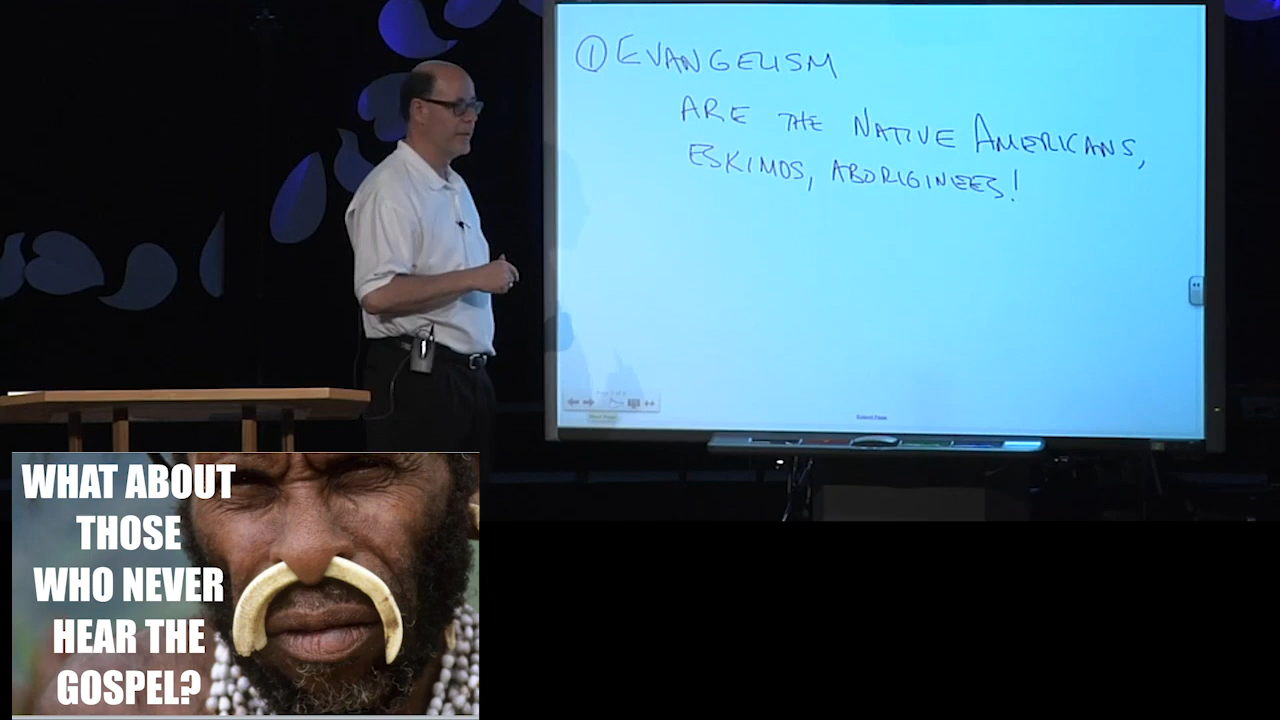 ① EVANGELISM
ARE THE NATIVE AMERICANS,
ESKIMOS, ABORIGINEES!
WHAT ABOUT
THOSE
WHO NEVER
HEAR THE
GOSPEL?